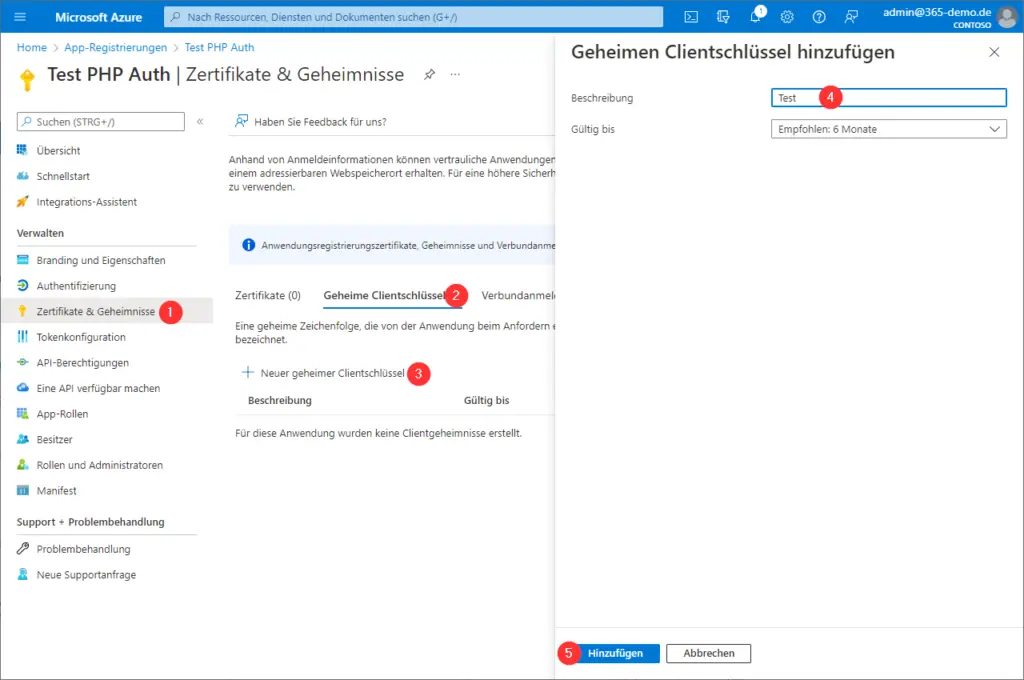 Microsoft Azure
Nach Ressourcen, Diensten und Dokumenten suchen (G+/)
1
admin@365-demo.de
CONTOSO
Home > App-Registrierungen > Test PHP Auth
Test PHP Auth | Zertifikate & Geheimnisse
Suchen (STRG+/)
Übersicht
Schnellstart
Integrations-Assistent
Verwalten
Branding und Eigenschaften
Authentifizierung
Zertifikate & Geheimnisse 1
Tokenkonfiguration
API-Berechtigungen
Eine API verfügbar machen
App-Rollen
Besitzer
Rollen und Administratoren
Manifest
Support + Problembehandlung
Problembehandlung
Neue Supportanfrage
Haben Sie Feedback für uns?
Anhand von Anmeldeinformationen können vertrauliche Anwendungen
einem adressierbaren Webspeicherort erhalten. Für eine höhere Sicherh
zu verwenden.
Anwendungsregistrierungszertifikate, Geheimnisse und Verbundanme
Zertifikate (0) Geheime Clientschlüssel 2 Verbundanmel
Eine geheime Zeichenfolge, die von der Anwendung beim Anfordern e
bezeichnet.
Neuer geheimer Clientschlüssel 3
Beschreibung Gültig bis
Für diese Anwendung wurden keine Clientgeheimnisse erstellt.
Geheimen Clientschlüssel hinzufügen
Beschreibung Test 4
Gültig bis Empfohlen: 6 Monate
5 Hinzufügen Abbrechen